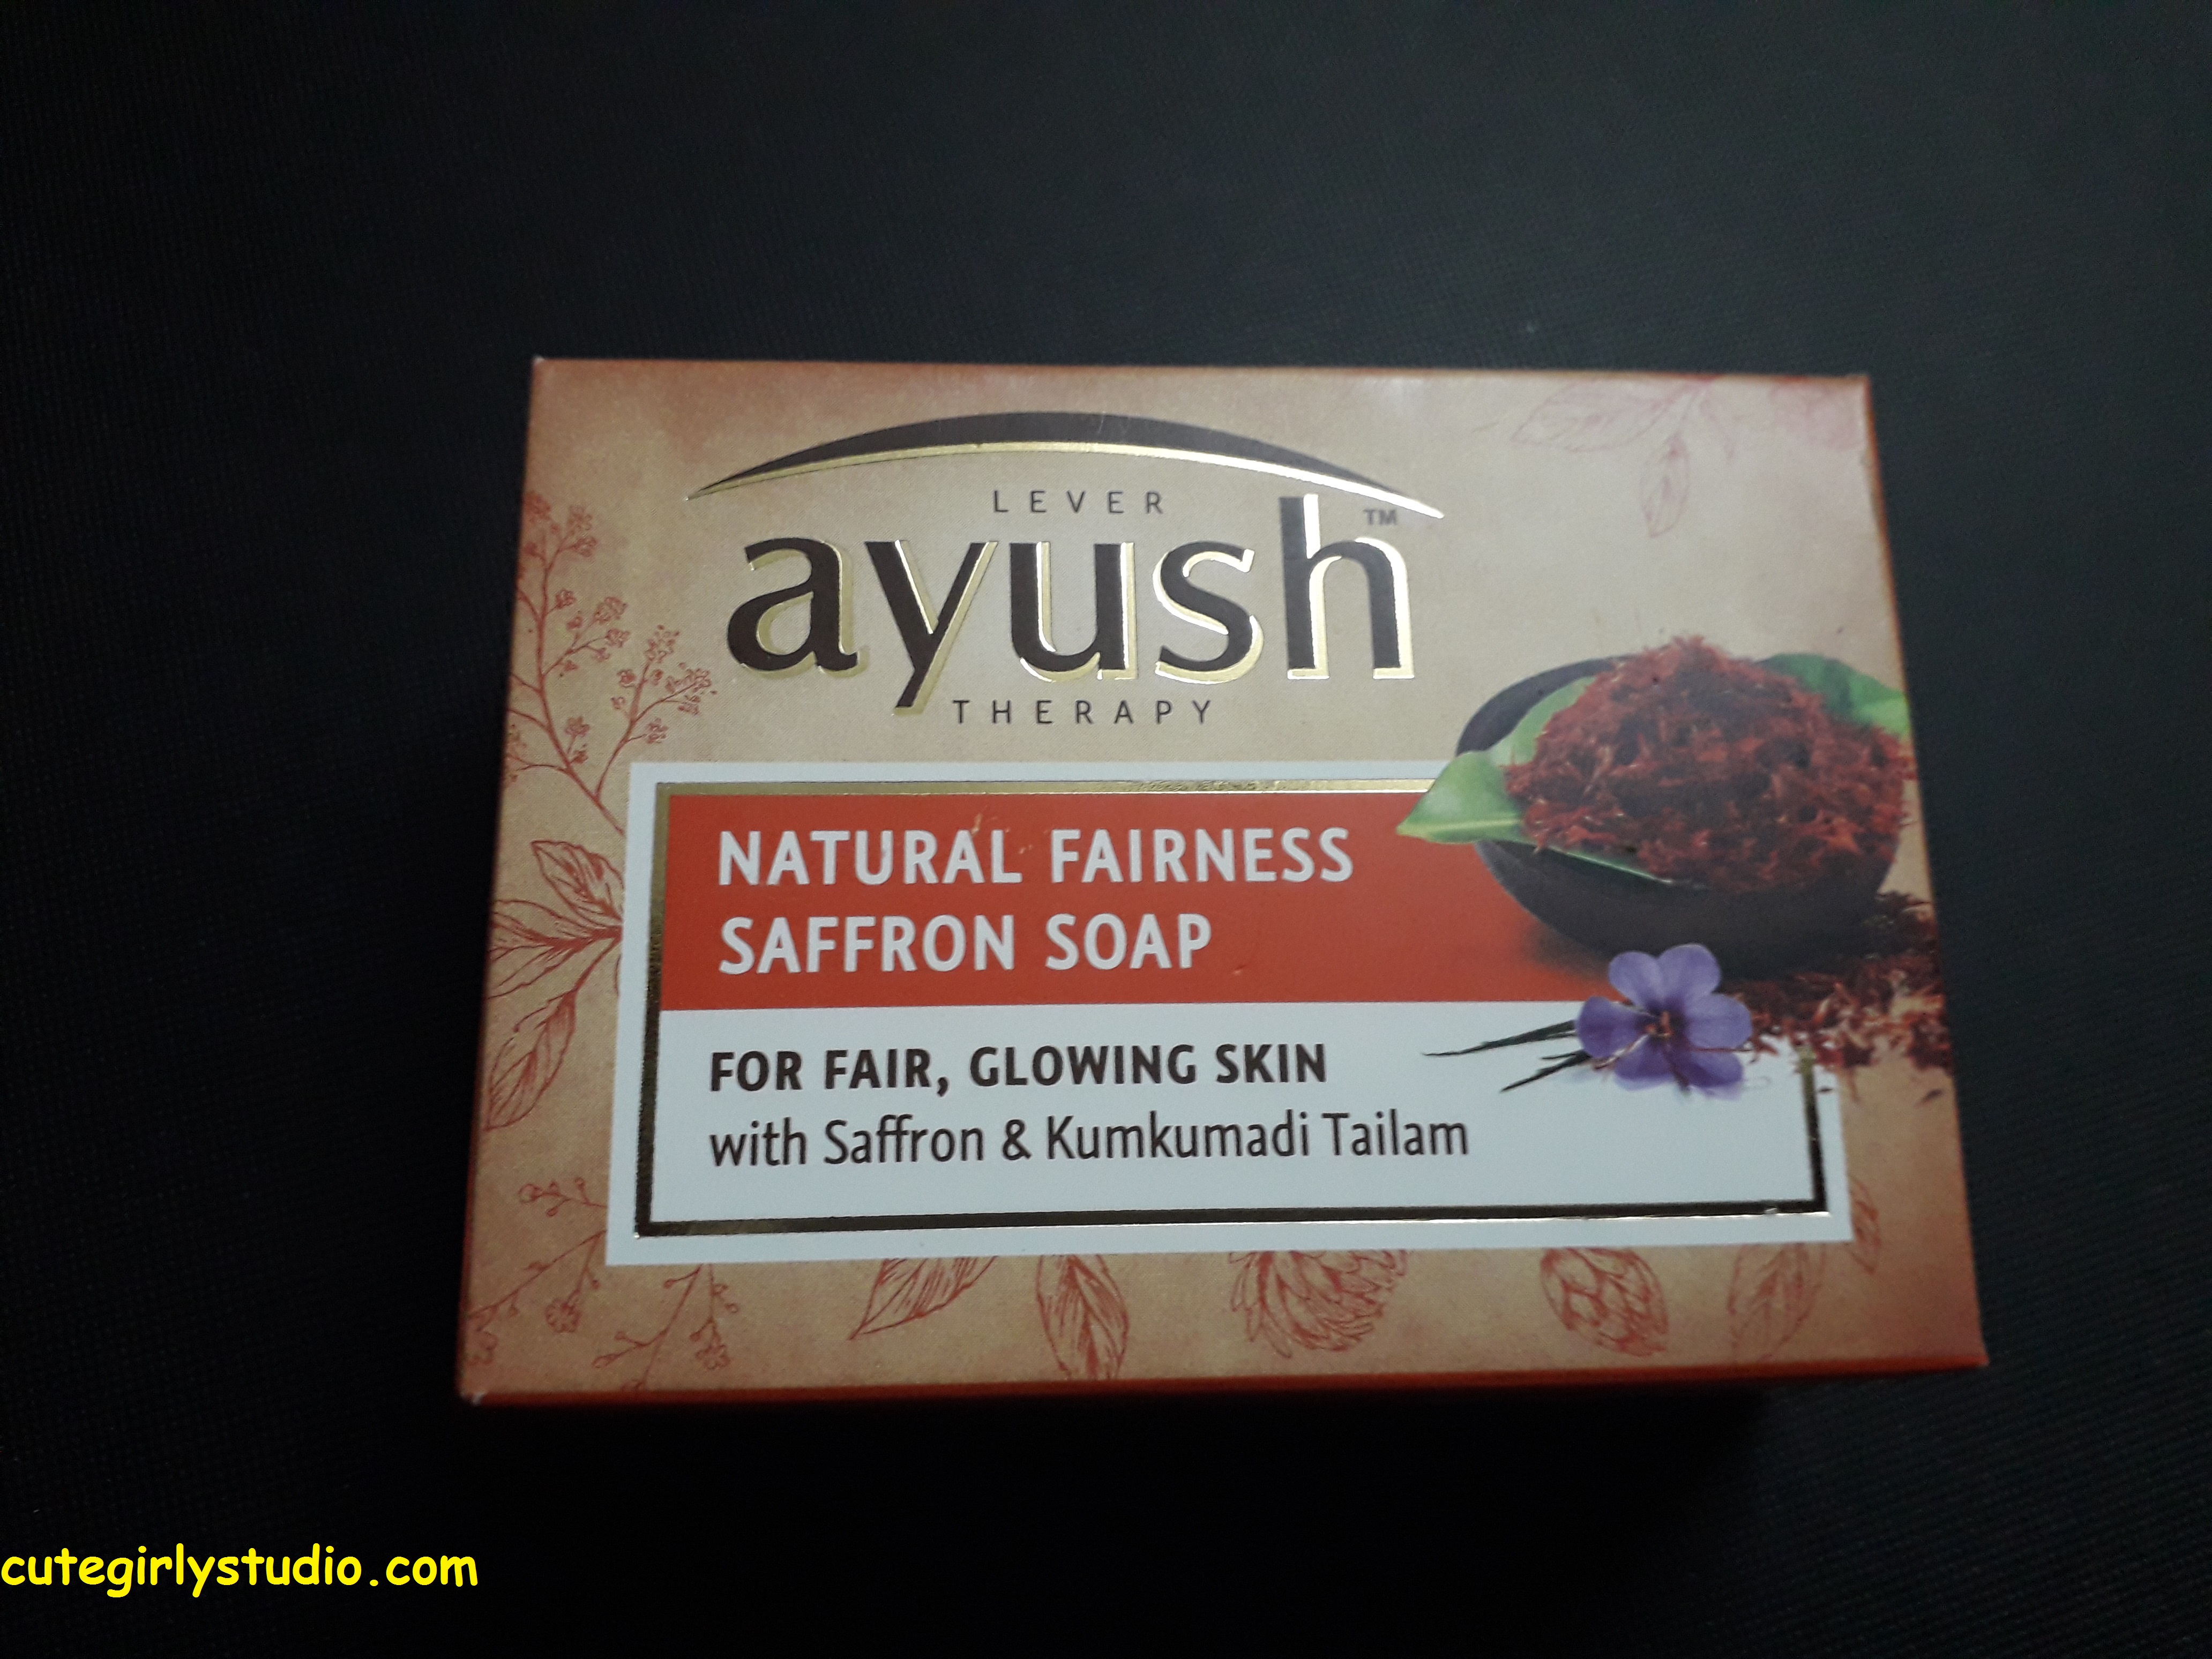 LEVER
ayush™
THERAPY
NATURAL FAIRNESS
SAFFRON SOAP
FOR FAIR, GLOWING SKIN
with Saffron & Kumkumadi Tailam
cutegirlystudio.com